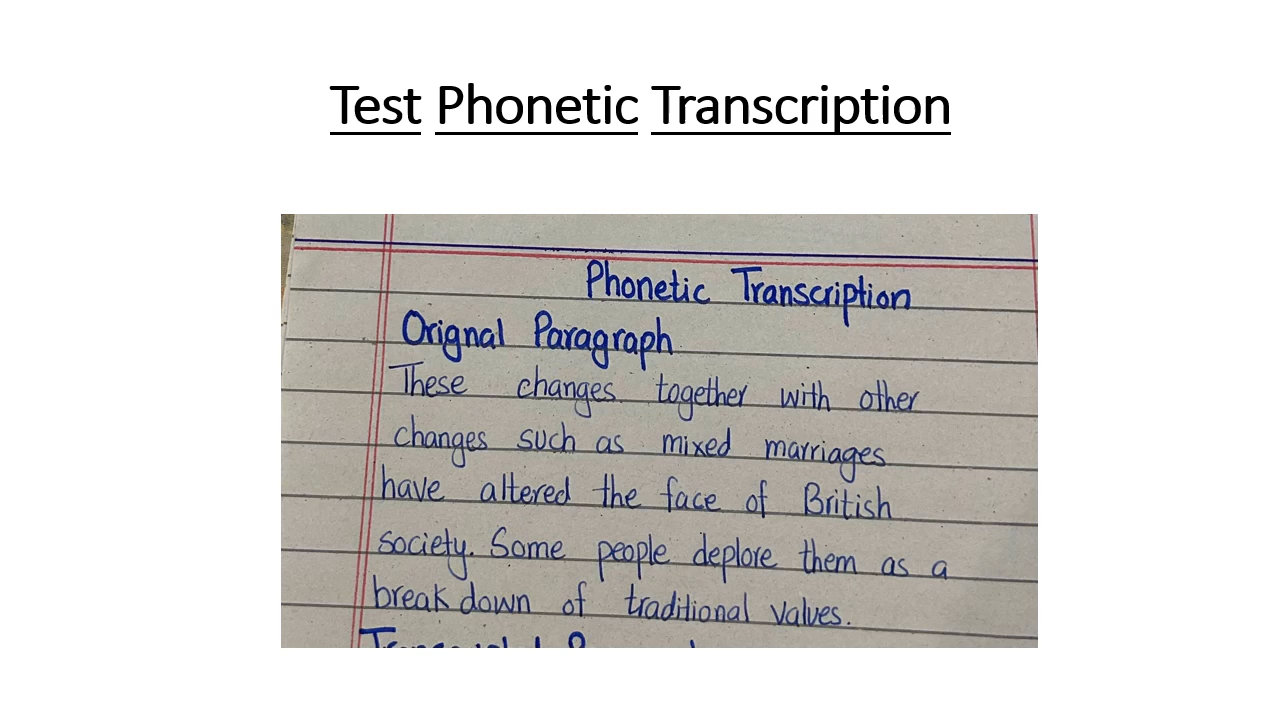 Test Phonetic Transcription
Phonetic Transcription
Orignal Paragraph
These changes together with other
changes such as mixed marriages
have altered the face of British
society. Some people deplore them as a
break down of traditional values.